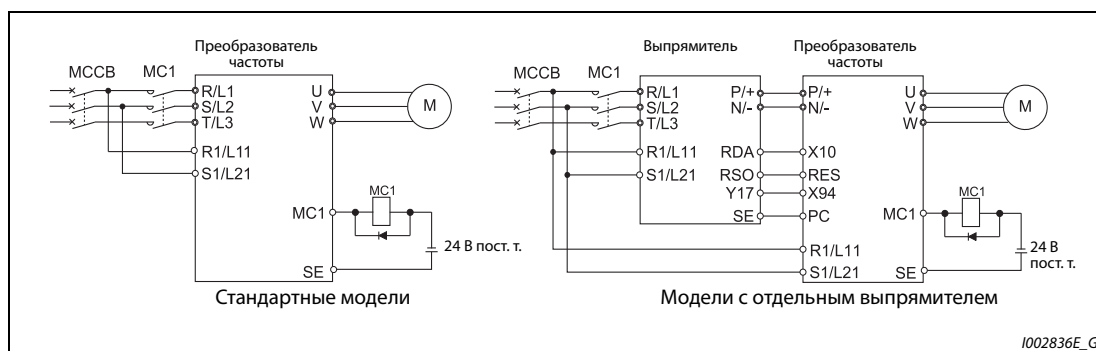 Преобразователь
частоты
MCCB MC1
R/L1
S/L2
T/L3
R1/L11
S1/L21
U
V
W
M
MC1
MC1
24 В пост. т.
SE
Стандартные модели
Выпрямитель
Преобразователь
частоты
MCCB MC1
R/L1
S/L2
T/L3
R1/L11
S1/L21
P/+
N/-
RDA
RSO
Y17
SE
P/+
N/-
X10
RES
X94
PC
R1/L11
S1/L21
U
V
W
M
MC1
MC1
24 В
пост. т.
SE
Модели с отдельным выпрямителем
I002836E_G